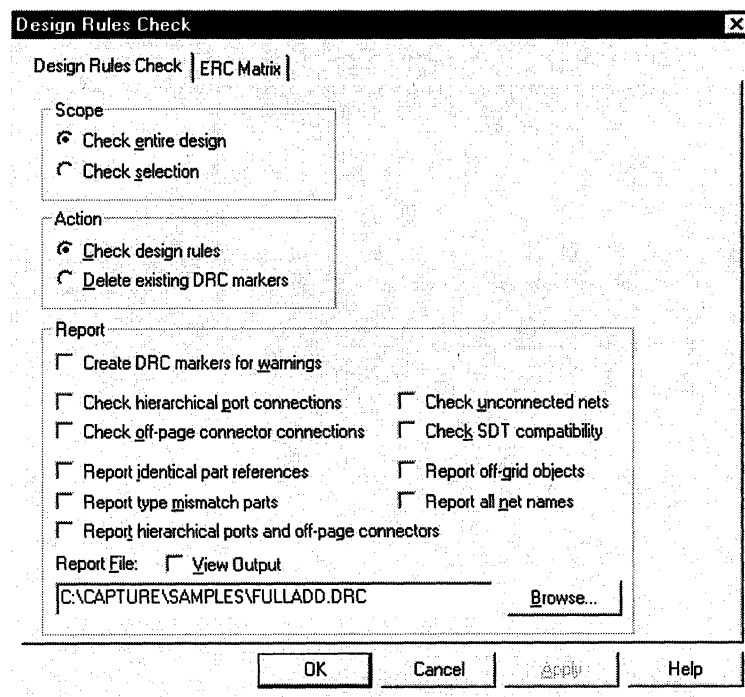 Design Rules Check
Design Rules Check ERC Matrix
Scope
Check entire design
Check selection
Action
Check design rules
Delete existing DRC markers
Report
Create DRC markers for warnings
Check hierarchical port connections
Check unconnected nets
Check off-page connector connections
Check SDT compatibility
Report identical part references
Report off-grid objects
Report type mismatch parts
Report all net names
Report hierarchical ports and off-page connectors
Report File: View Output
C:\CAPTURE\SAMPLES\FULLADD.DRC
Browse...
OK Cancel Apply Help